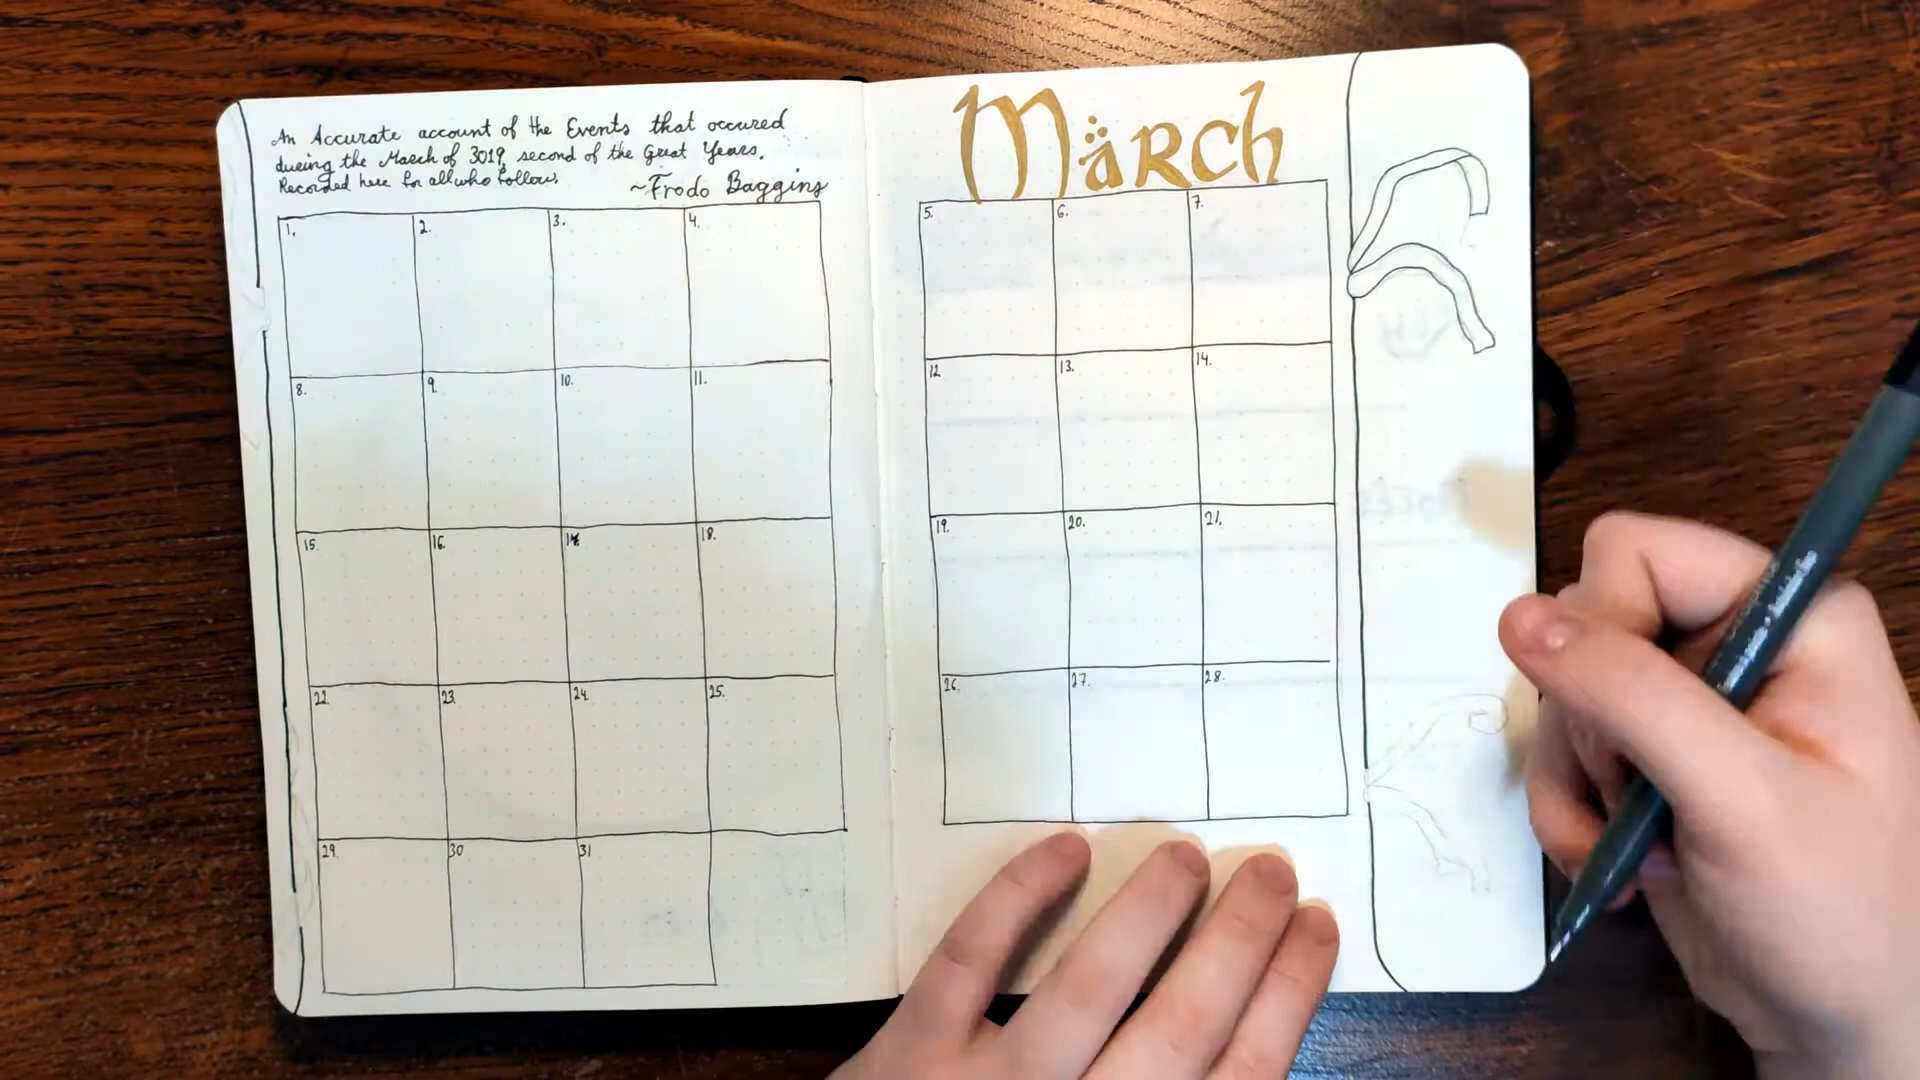 An Accurate account of the Events that occured
during the March of 3019, second of the Great Years.
Recorded here for all who follow.
~Frodo Baggins
March
1. 2. 3. 4. 5. 6. 7.
8. 9. 10. 11. 12 13. 14.
15. 16. 18. 19. 20. 21.
22. 23. 24. 25. 26. 27. 28.
29. 30 31